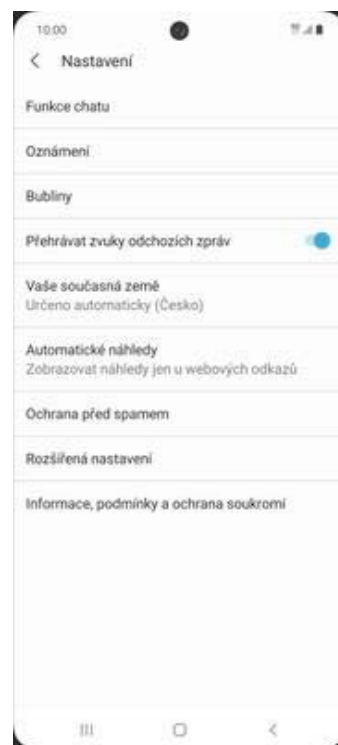 10:00
Nastavení
Funkce chatu
Oznámení
Bubliny
Přehrávat zvuky odchozích zpráv
Vaše současná země
Určeno automaticky (Česko)
Automatické náhledy
Zobrazovat náhledy jen u webových odkazů
Ochrana před spamem
Rozšířená nastavení
Informace, podmínky a ochrana soukromí